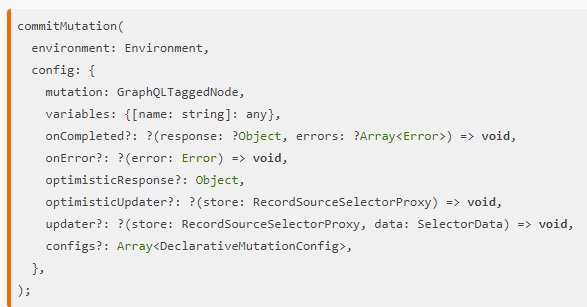 commitMutation(
  environment: Environment,
  config: {
    mutation: GraphQLTaggedNode,
    variables: {[name: string]: any},
    onCompleted?: ?(response: ?Object, errors: ?Array<Error>) => void,
    onError?: ?(error: Error) => void,
    optimisticResponse?: Object,
    optimisticUpdater?: ?(store: RecordSourceSelectorProxy) => void,
    updater?: ?(store: RecordSourceSelectorProxy, data: SelectorData) => void,
    configs?: Array<DeclarativeMutationConfig>,
  },
);